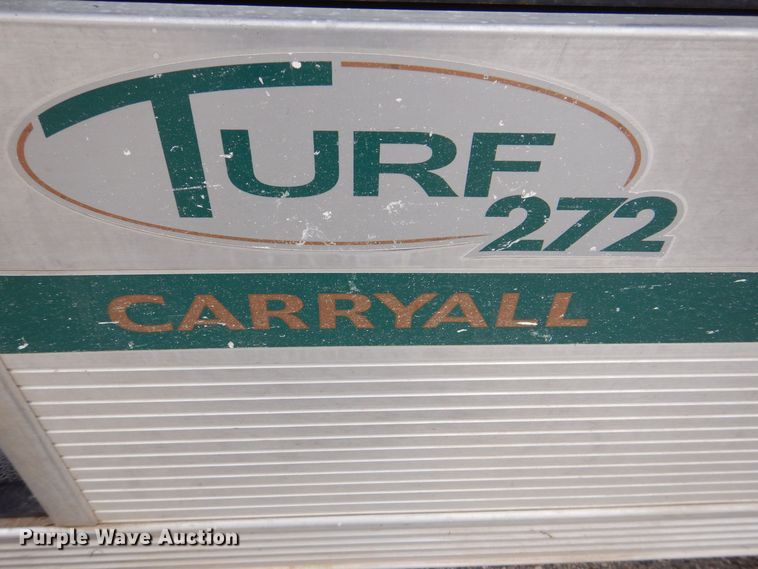 TURF
272
CARRYALL
Purple Wave Auction